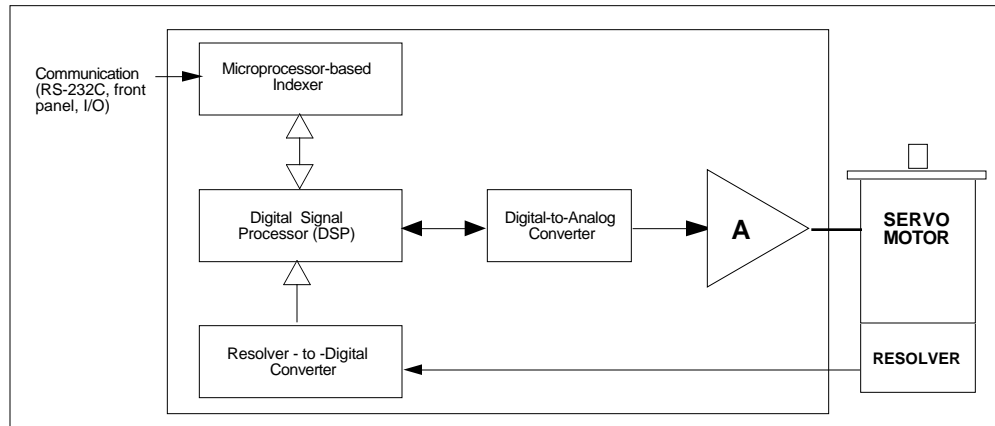 Communication
(RS-232C, front
panel, I/O)
Microprocessor-based
Indexer
Digital Signal
Processor (DSP)
Digital-to-Analog
Converter
A
SERVO
MOTOR
Resolver - to -Digital
Converter
RESOLVER